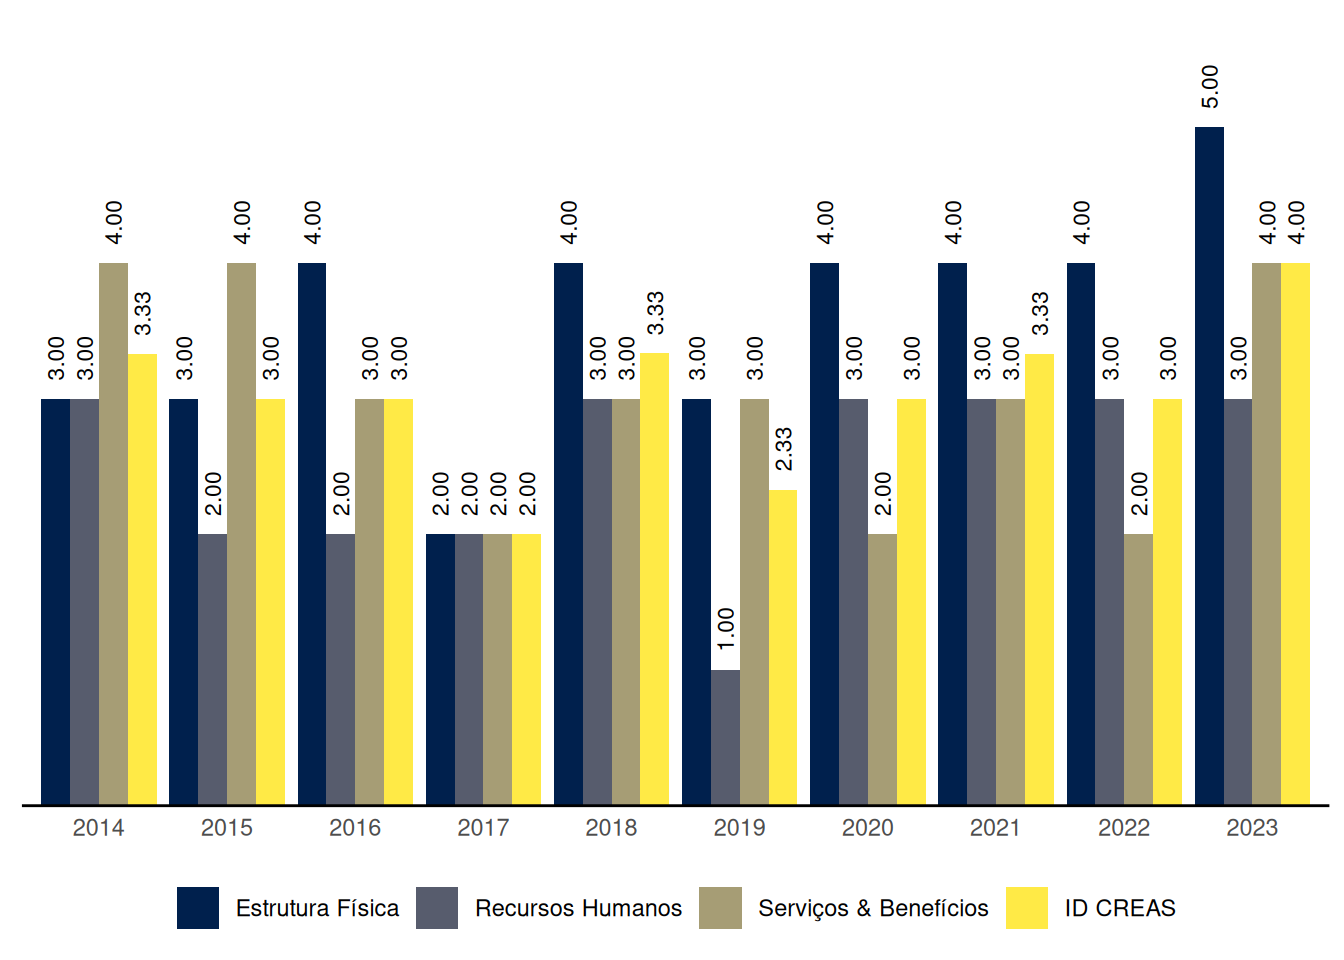 5.00
4.00 4.00 4.00 4.00 4.00 4.00 4.00 4.00 4.00
3.33 3.33 3.33
3.00 3.00 3.00 3.00 3.00 3.00 3.00 3.00 3.00 3.00 3.00 3.00 3.00 3.00 3.00 3.00 3.00
2.33
2.00 2.00 2.00 2.00 2.00 2.00 2.00 2.00
1.00
2014 2015 2016 2017 2018 2019 2020 2021 2022 2023
Estrutura Física Recursos Humanos Serviços & Benefícios ID CREAS